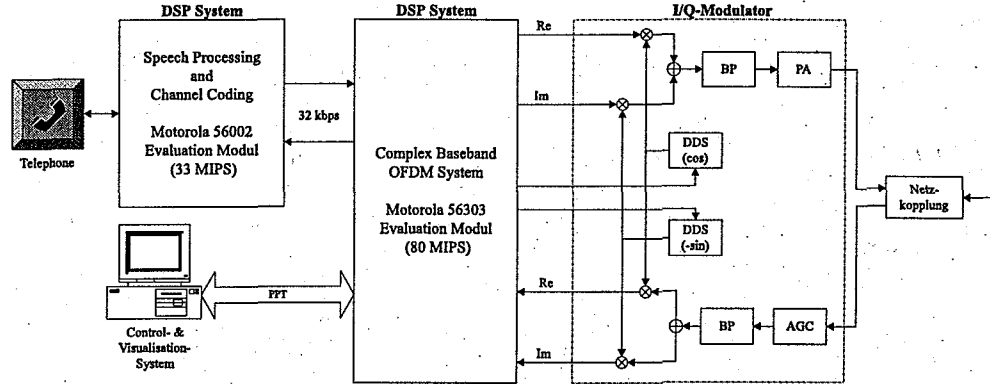 DSP System
DSP System
I/Q-Modulator
Speech Processing
and
Channel Coding
Motorola 56002
Evaluation Modul
(33 MIPS)
Telephone
32 kbps
Complex Baseband
OFDM System
Motorola 56303
Evaluation Modul
(80 MIPS)
Re
Im
BP
PA
DDS
(cos)
DDS
(-sin)
Netz-
kopplung
Re
Im
BP
AGC
PPT
Control- &
Visualisation-
System